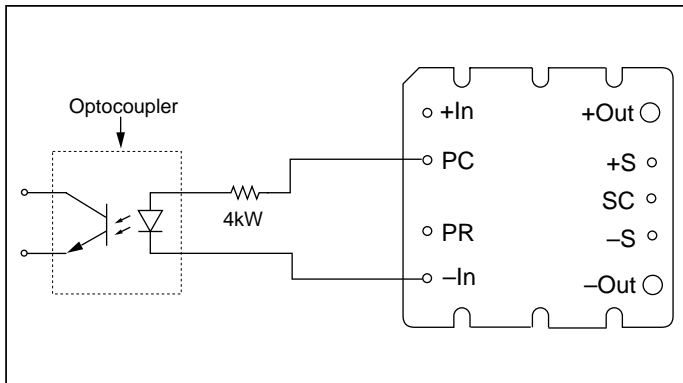 Optocoupler
4kW
+In
PC
PR
–In
+Out
+S
SC
–S
–Out